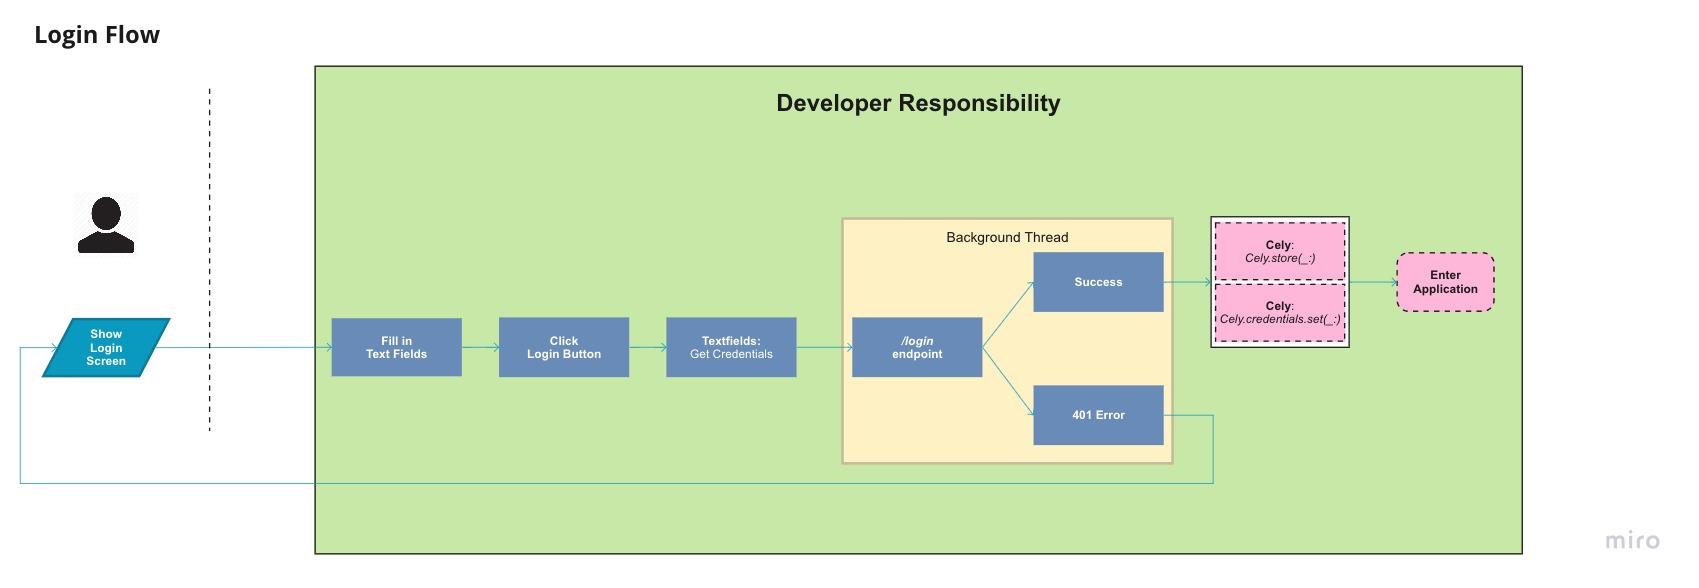 Login Flow
Developer Responsibility
Show
Login
Screen
Fill in
Text Fields
Click
Login Button
Textfields:
Get Credentials
Background Thread
/login
endpoint
Success
401 Error
Cely:
Cely.store(_:)
Cely:
Cely.credentials.set(_:)
Enter
Application
miro